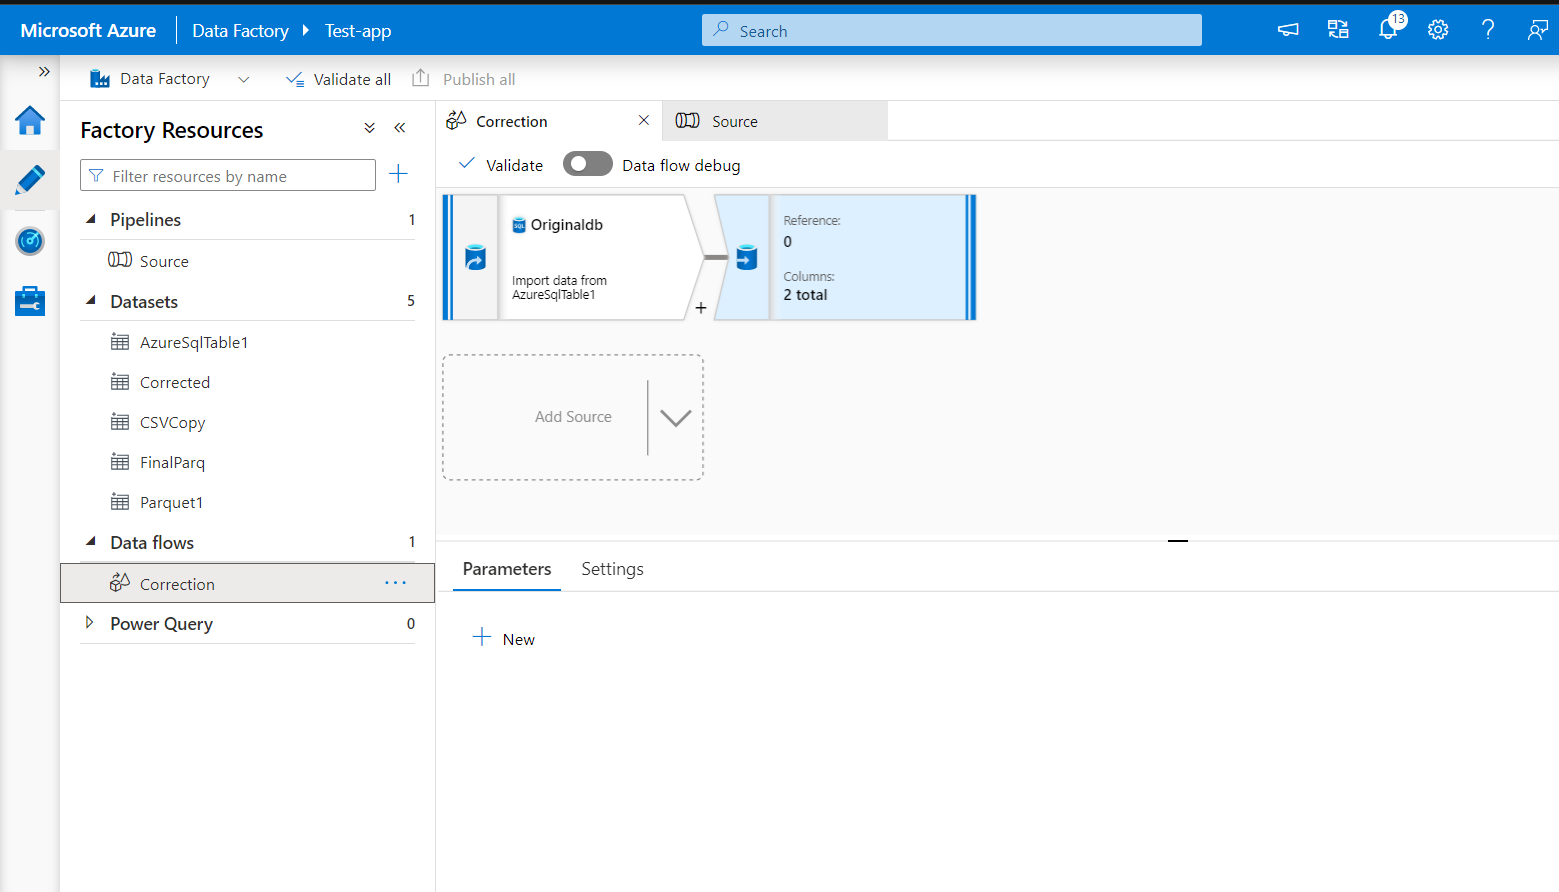 Microsoft Azure
Data Factory
Test-app
Search
13
Data Factory
Validate all
Publish all
Factory Resources
Filter resources by name
Pipelines 1
Source
Datasets 5
AzureSqlTable1
Corrected
CSVCopy
FinalParq
Parquet1
Data flows 1
Correction
Power Query 0
Correction
Source
Validate
Data flow debug
SQL
Originaldb
Import data from
AzureSqlTable1
Reference:
0
Columns:
2 total
Add Source
Parameters
Settings
New